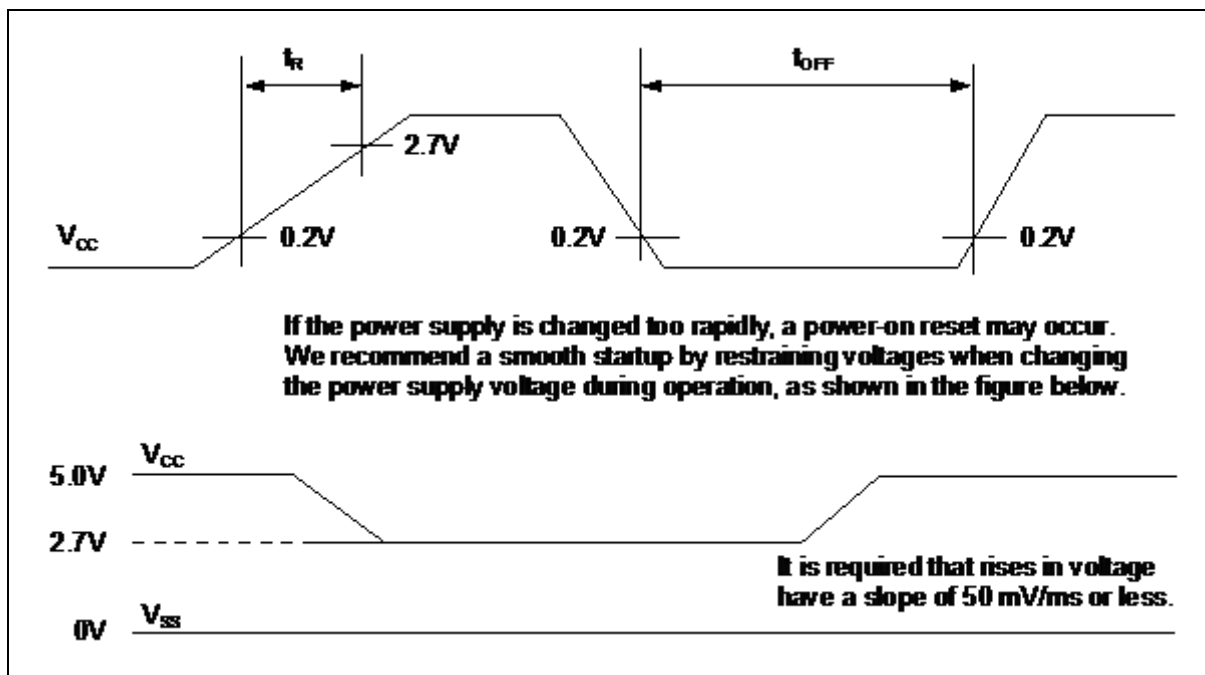 tR
tOFF
2.7V
VCC
0.2V
0.2V
0.2V
If the power supply is changed too rapidly, a power-on reset may occur.
We recommend a smooth startup by restraining voltages when changing
the power supply voltage during operation, as shown in the figure below.
VCC
5.0V
2.7V
It is required that rises in voltage
have a slope of 50 mV/ms or less.
VSS
0V